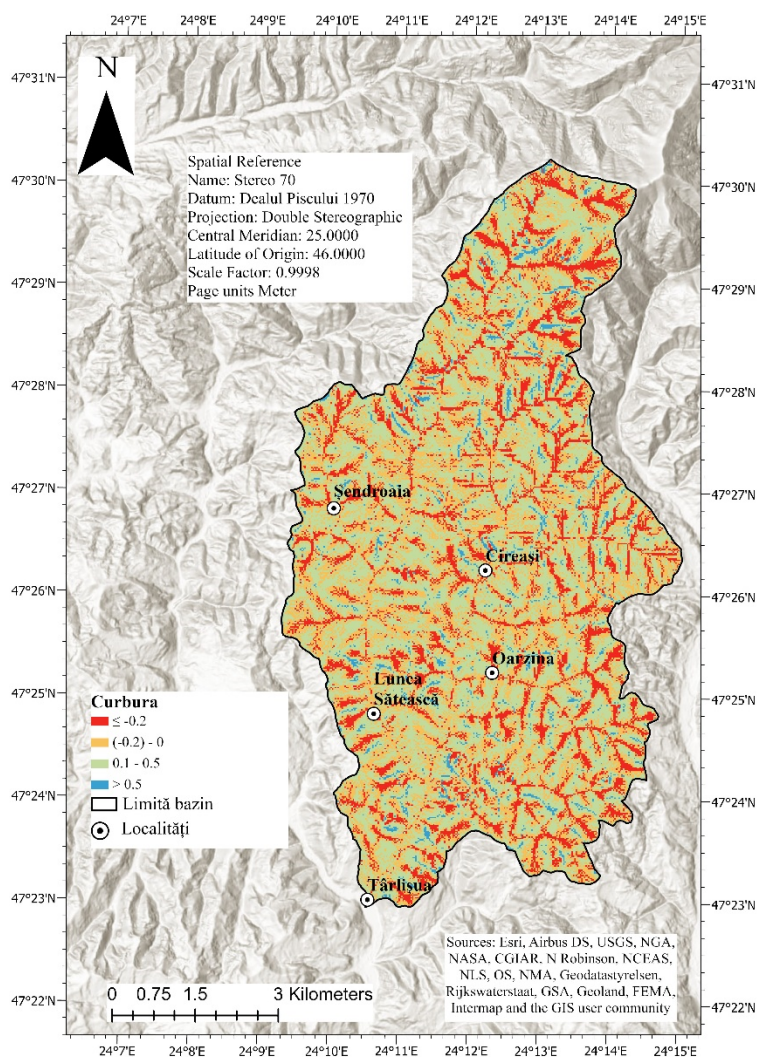 24°7'E 24°8'E 24°9'E 24°10'E 24°11'E 24°12'E 24°13'E 24°14'E 24°15'E
47°31'N 47°31'N
N
47°30'N 47°30'N
Spatial Reference
Name: Stereo 70
Datum: Dealul Piscului 1970
Projection: Double Stereographic
Central Meridian: 25.0000
Latitude of Origin: 46.0000
Scale Factor: 0.9998
Page units Meter
47°29'N 47°29'N
47°28'N 47°28'N
47°27'N 47°27'N
Șendroaia
Cireași
47°26'N 47°26'N
Oarzina
Lunca
Sătească
47°25'N 47°25'N
Curbura
≤ -0.2
(-0.2) - 0
0.1 - 0.5
> 0.5
Limită bazin
Localități
47°24'N 47°24'N
Târlișua
47°23'N 47°23'N
Sources: Esri, Airbus DS, USGS, NGA,
NASA, CGIAR, N Robinson, NCEAS,
NLS, OS, NMA, Geodatastyrelsen,
Rijkswaterstaat, GSA, Geoland, FEMA,
Intermap and the GIS user community
0 0.75 1.5 3 Kilometers
47°22'N 47°22'N
24°7'E 24°8'E 24°9'E 24°10'E 24°11'E 24°12'E 24°13'E 24°14'E 24°15'E